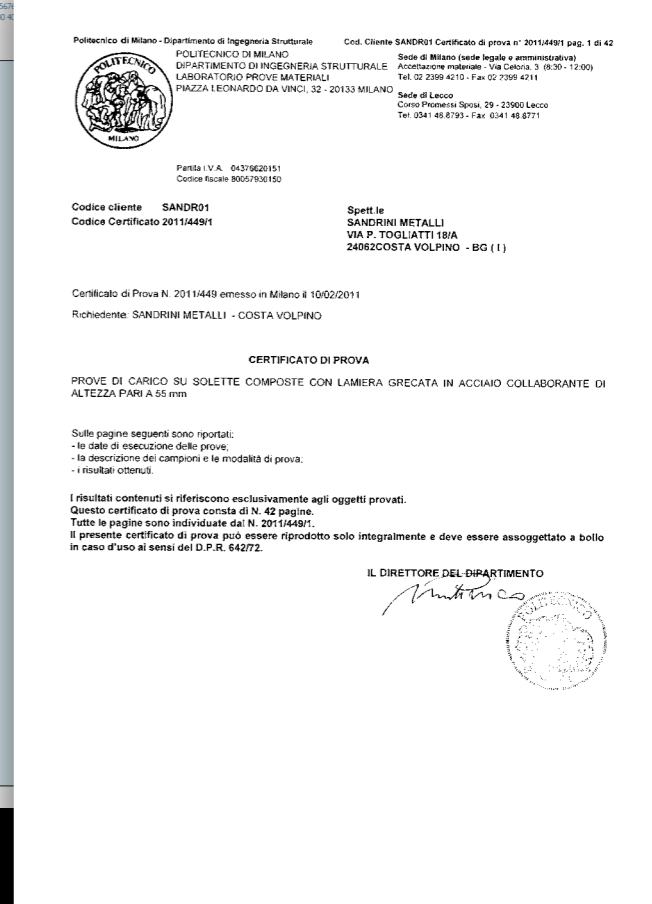 Politecnico di Milano - Dipartimento di Ingegneria Strutturale
Cod. Cliente SANDR01 Certificato di prova n° 2011/449/1 pag. 1 di 42
POLITECNICO
MILANO
POLITECNICO DI MILANO
DIPARTIMENTO DI INGEGNERIA STRUTTURALE
LABORATORIO PROVE MATERIALI
PIAZZA LEONARDO DA VINCI, 32 - 20133 MILANO
Sede di Milano (sede legale e amministrativa)
Accettazione materiale - Via Celoria, 3 (8:30 - 12:00)
Tel. 02 2399 4210 - Fax 02 2399 4211
Sede di Lecco
Corso Promessi Sposi, 29 - 23900 Lecco
Tel. 0341 48.8793 - Fax 0341 48.8771
Partita I.V.A. 04376620151
Codice fiscale 80057930150
Codice cliente SANDR01
Codice Certificato 2011/449/1
Spett.le
SANDRINI METALLI
VIA P. TOGLIATTI 18/A
24062COSTA VOLPINO - BG ( I )
Certificato di Prova N. 2011/449 emesso in Milano il 10/02/2011
Richiedente: SANDRINI METALLI - COSTA VOLPINO
CERTIFICATO DI PROVA
PROVE DI CARICO SU SOLETTE COMPOSTE CON LAMIERA GRECATA IN ACCIAIO COLLABORANTE DI
ALTEZZA PARI A 55 mm
Sulle pagine seguenti sono riportati:
- le date di esecuzione delle prove;
- la descrizione dei campioni e le modalità di prova;
- i risultati ottenuti.
I risultati contenuti si riferiscono esclusivamente agli oggetti provati.
Questo certificato di prova consta di N. 42 pagine.
Tutte le pagine sono individuate dal N. 2011/449/1.
Il presente certificato di prova può essere riprodotto solo integralmente e deve essere assoggettato a bollo
in caso d'uso ai sensi del D.P.R. 642/72.
IL DIRETTORE DEL DIPARTIMENTO
POLITECNICO